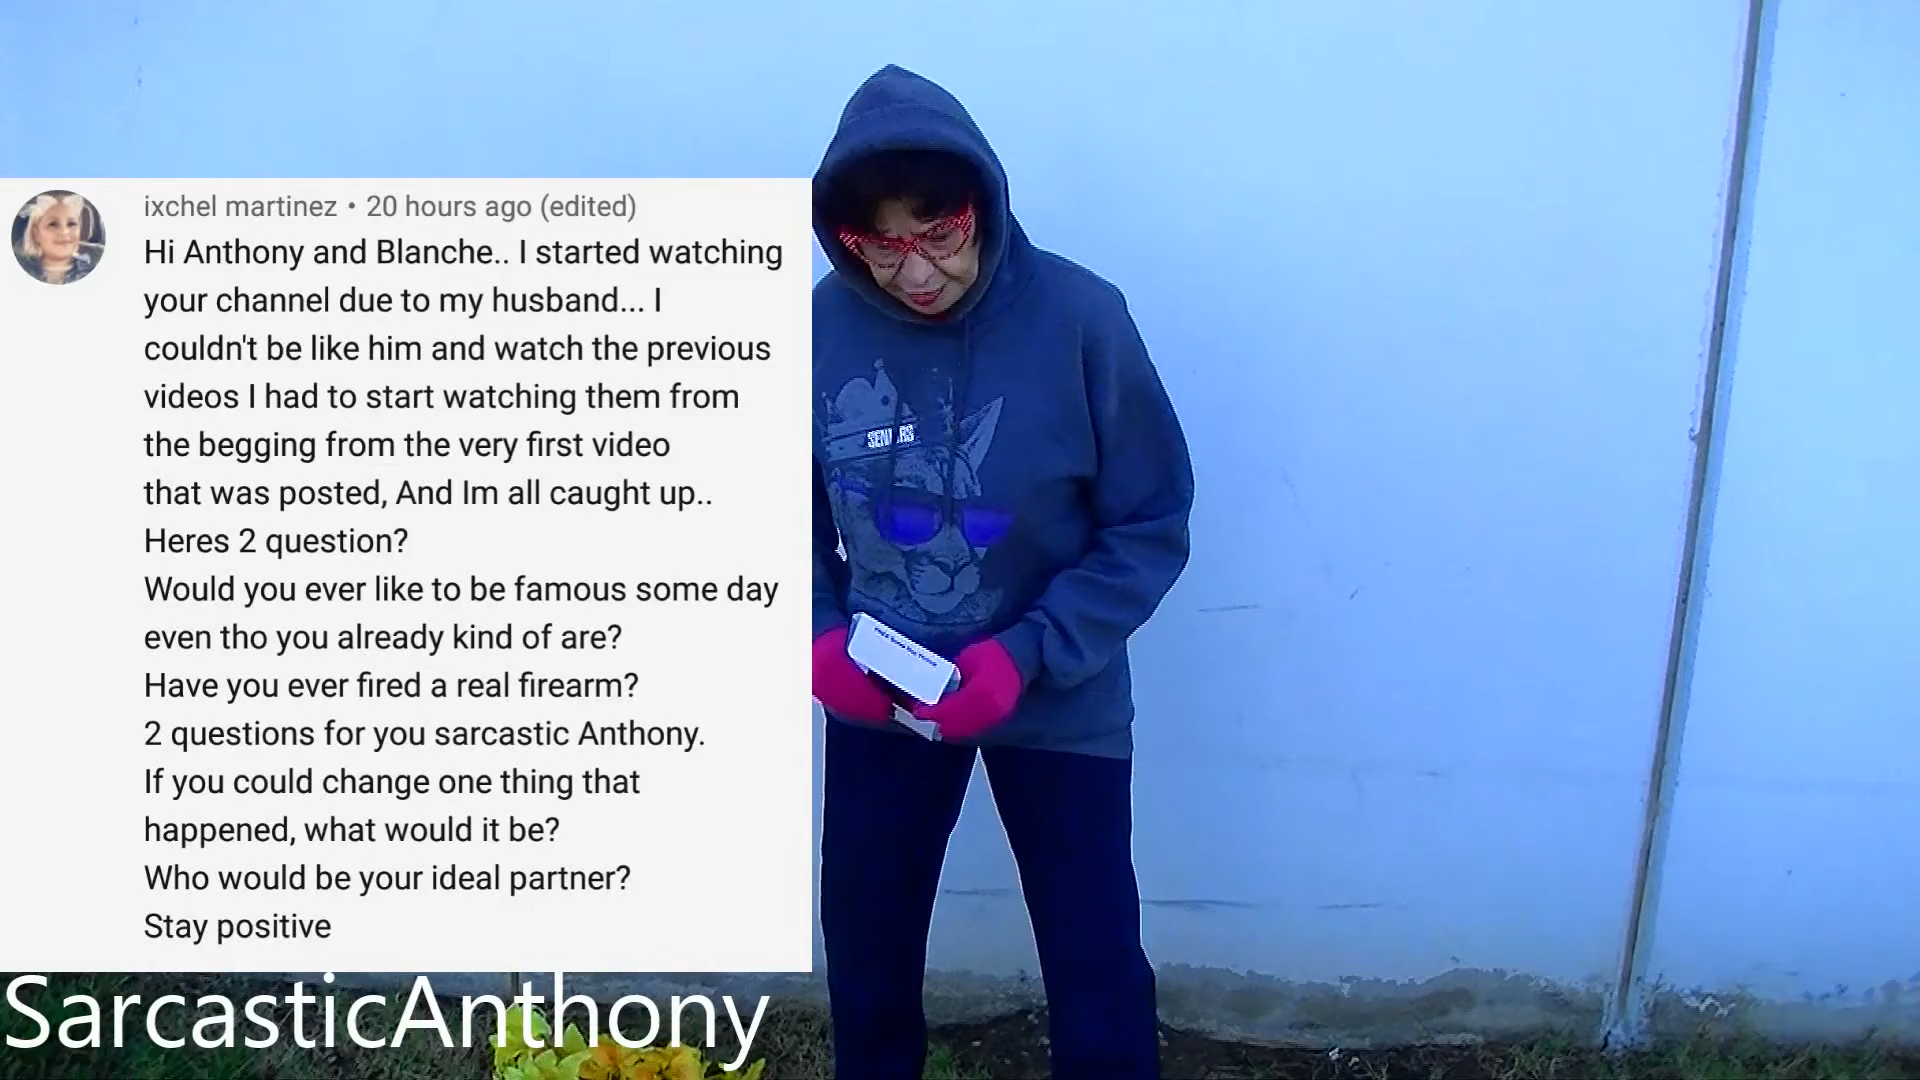 ixchel martinez • 20 hours ago (edited)
Hi Anthony and Blanche.. I started watching
your channel due to my husband... I
couldn't be like him and watch the previous
videos I had to start watching them from
the begging from the very first video
that was posted, And Im all caught up..
Heres 2 question?
Would you ever like to be famous some day
even tho you already kind of are?
Have you ever fired a real firearm?
2 questions for you sarcastic Anthony.
If you could change one thing that
happened, what would it be?
Who would be your ideal partner?
Stay positive
SENIORS
SarcasticAnthony